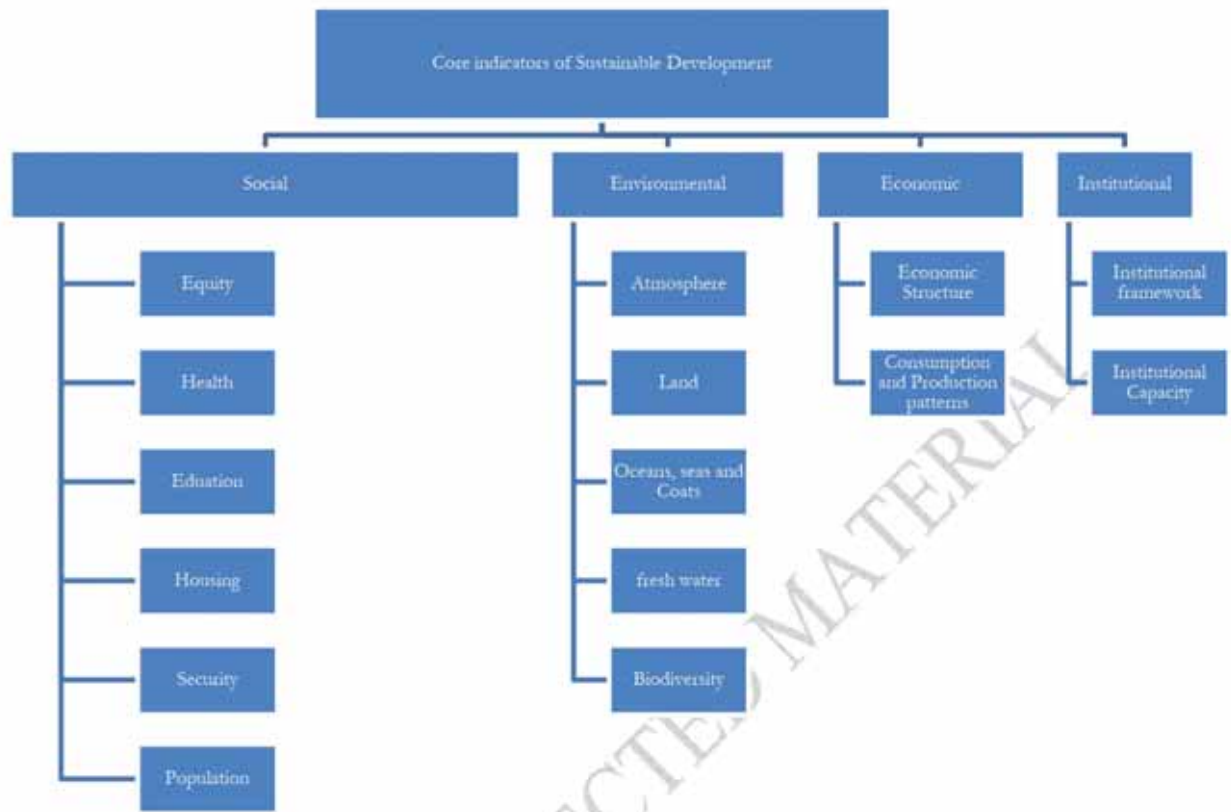 Core indicators of Sustainable Development
Social
Equity
Health
Eduation
Housing
Security
Population
Environmental
Atmosphere
Land
Oceans, seas and
Coats
fresh water
Biodiversity
Economic
Economic
Structure
Consumption
and Production
patterns
Institutional
Institutional
framework
Institutional
Capacity
MATERIAL